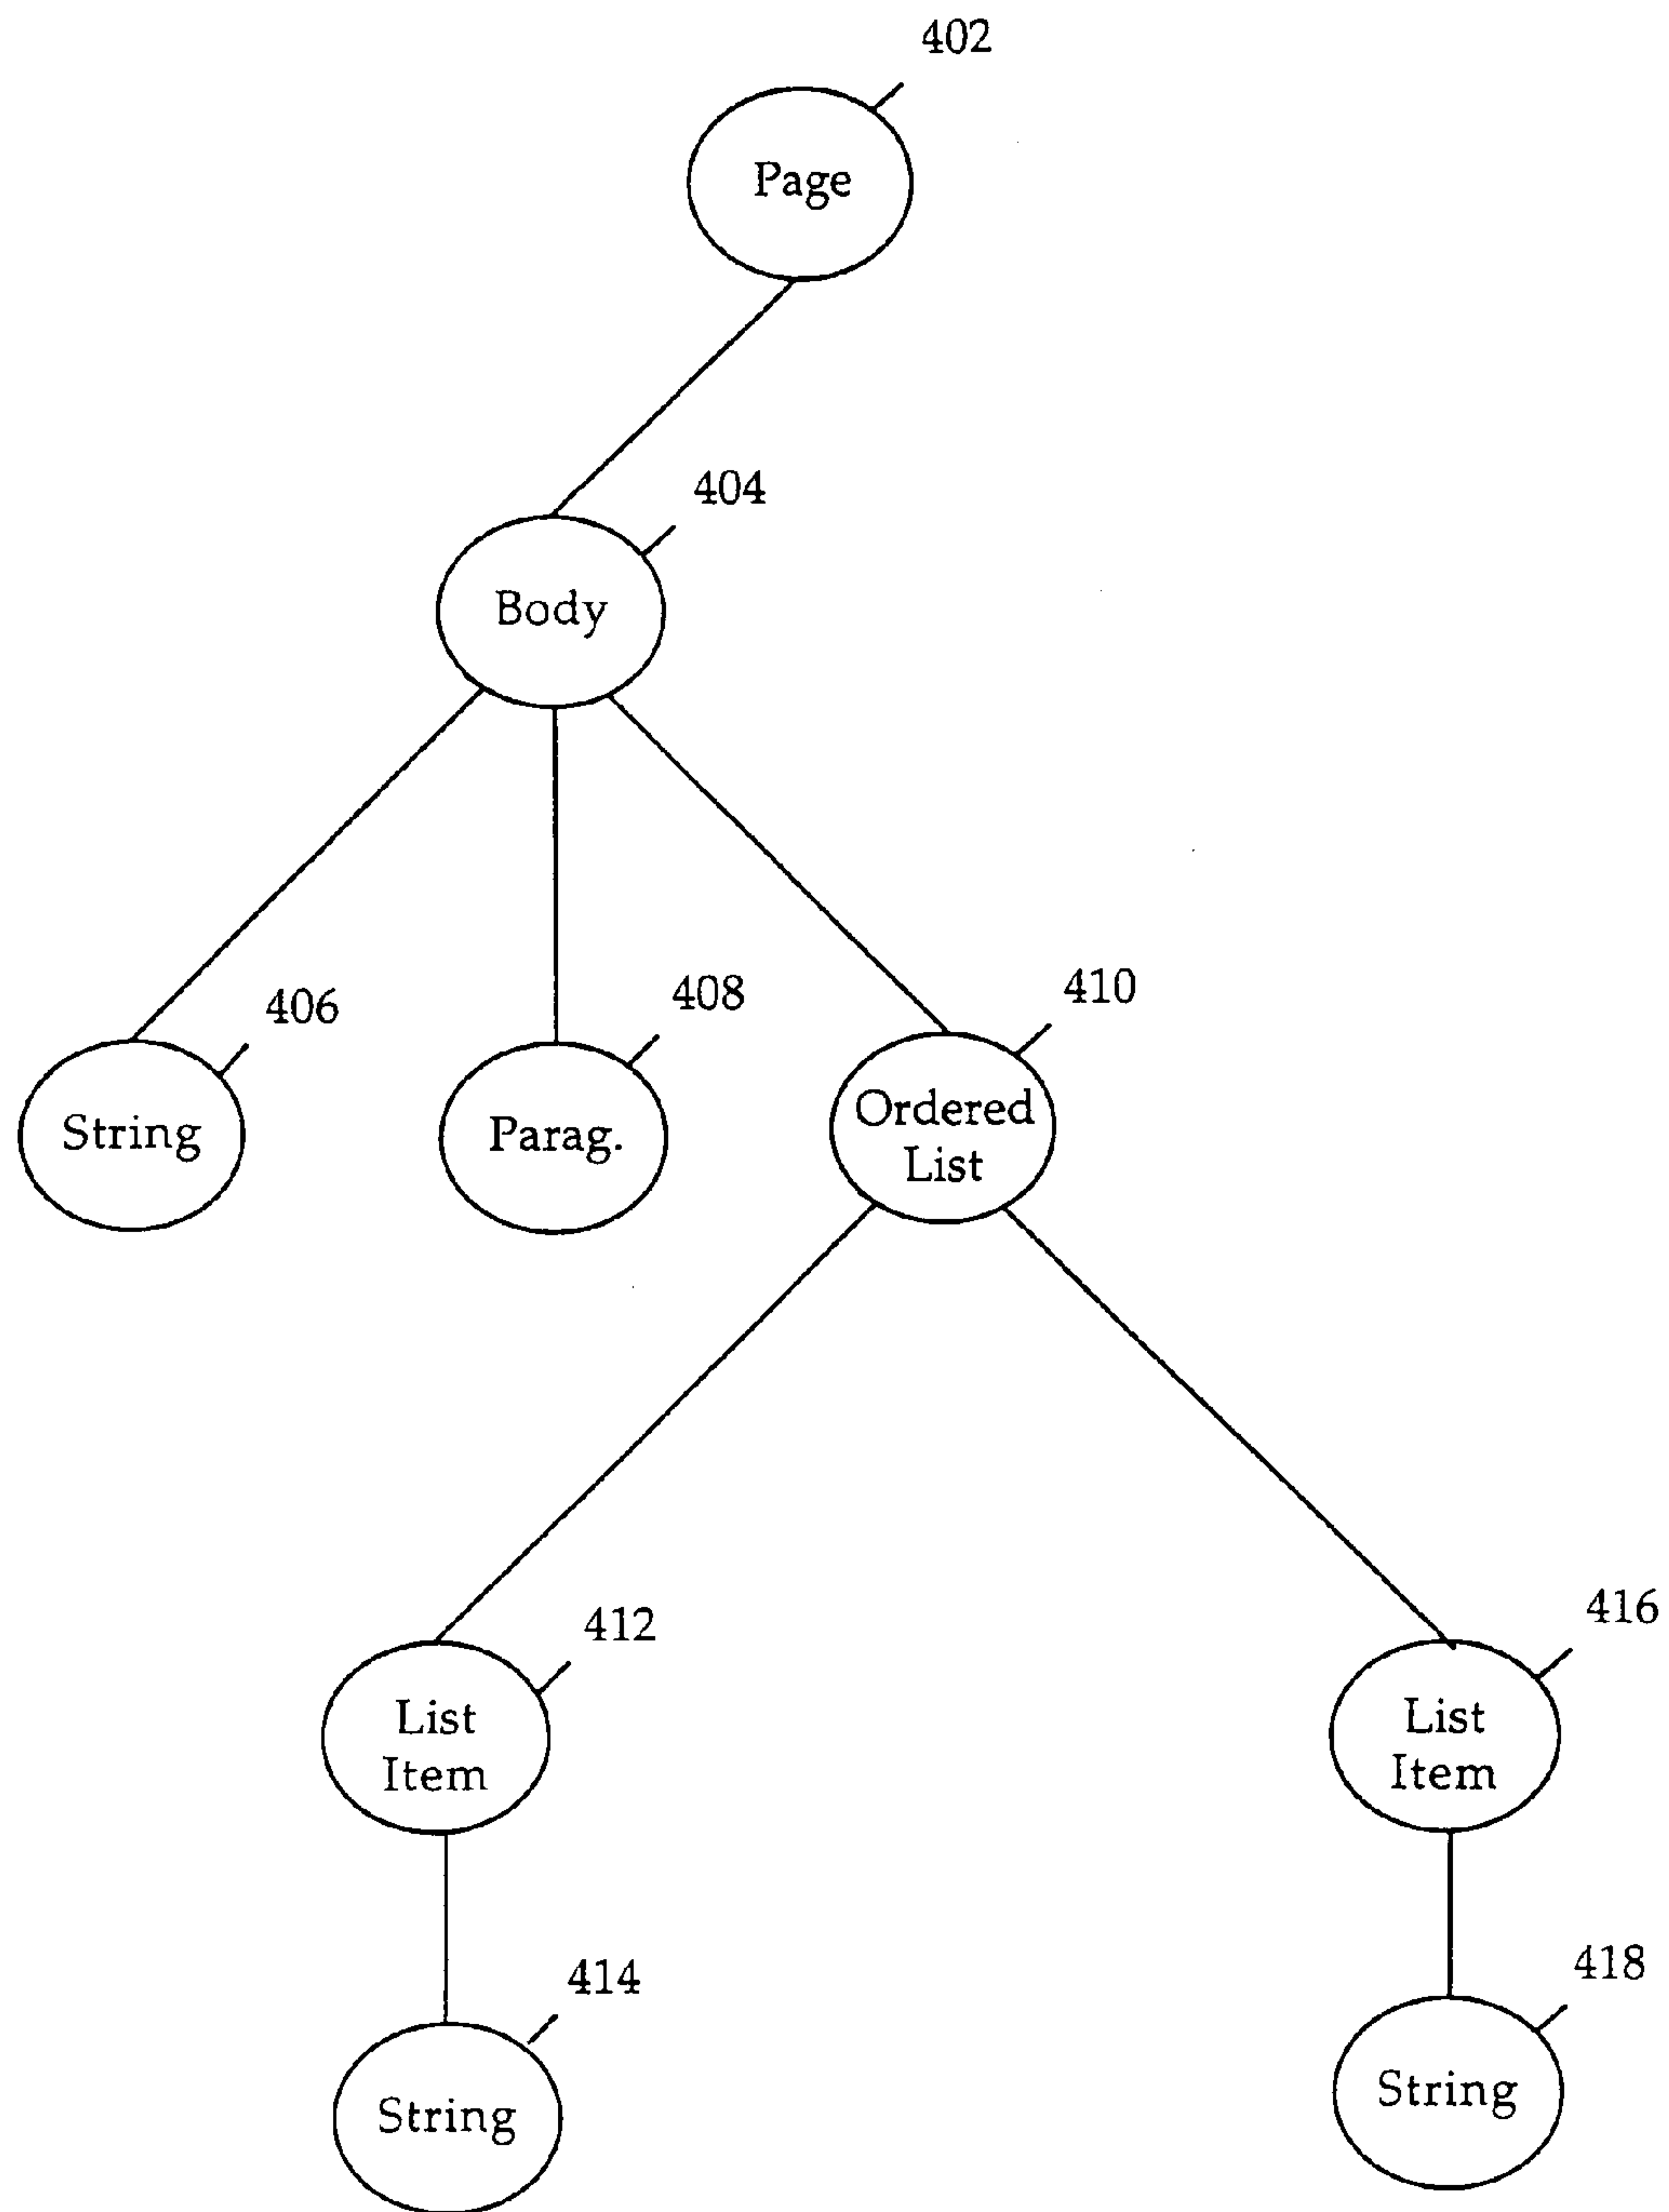 402
Page
404
Body
406
408
410
String
Parag.
Ordered
List
412
416
List
Item
List
Item
414
418
String
String